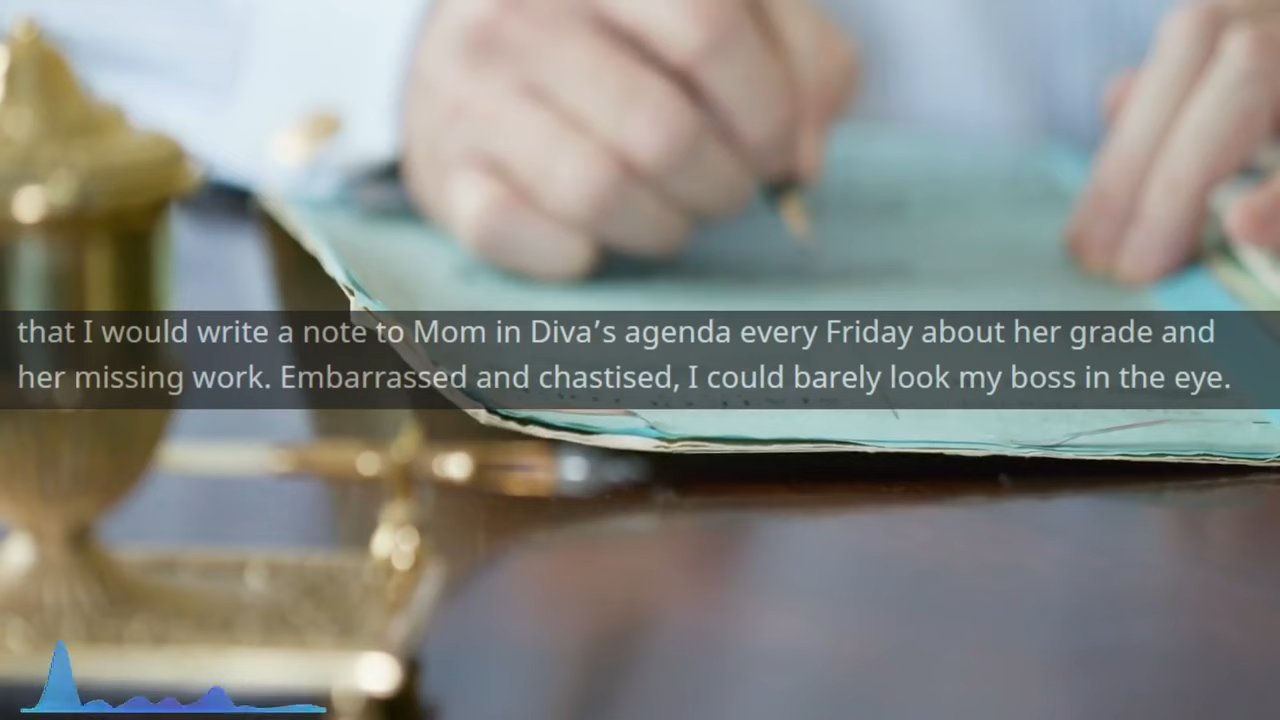 that I would write a note to Mom in Diva’s agenda every Friday about her grade and
her missing work. Embarrassed and chastised, I could barely look my boss in the eye.